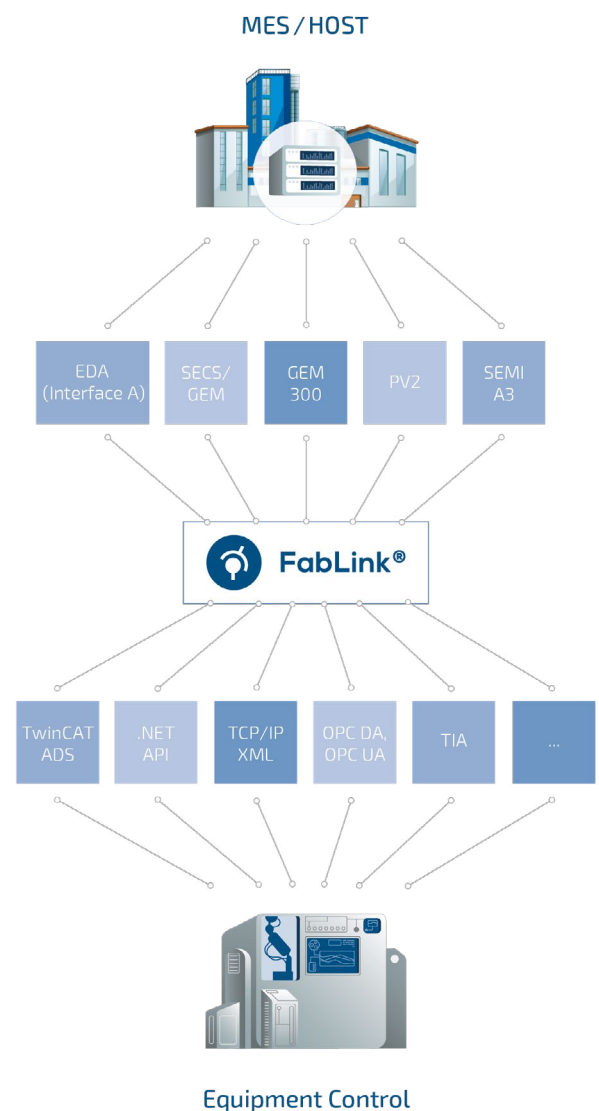 MES / HOST
EDA
(Interface A)
SECS/
GEM
GEM
300
PV2
SEMI
A3
FabLink®
TwinCAT
ADS
.NET
API
TCP/IP
XML
OPC DA,
OPC UA
TIA
...
Equipment Control